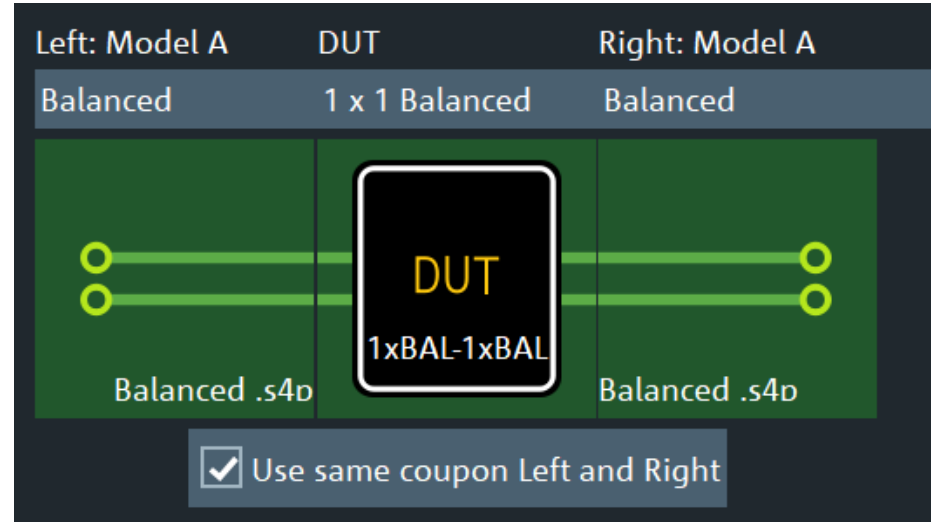 Left: Model A DUT Right: Model A
Balanced 1 x 1 Balanced Balanced
DUT
1xBAL-1xBAL
Balanced .s4p Balanced .s4p
Use same coupon Left and Right